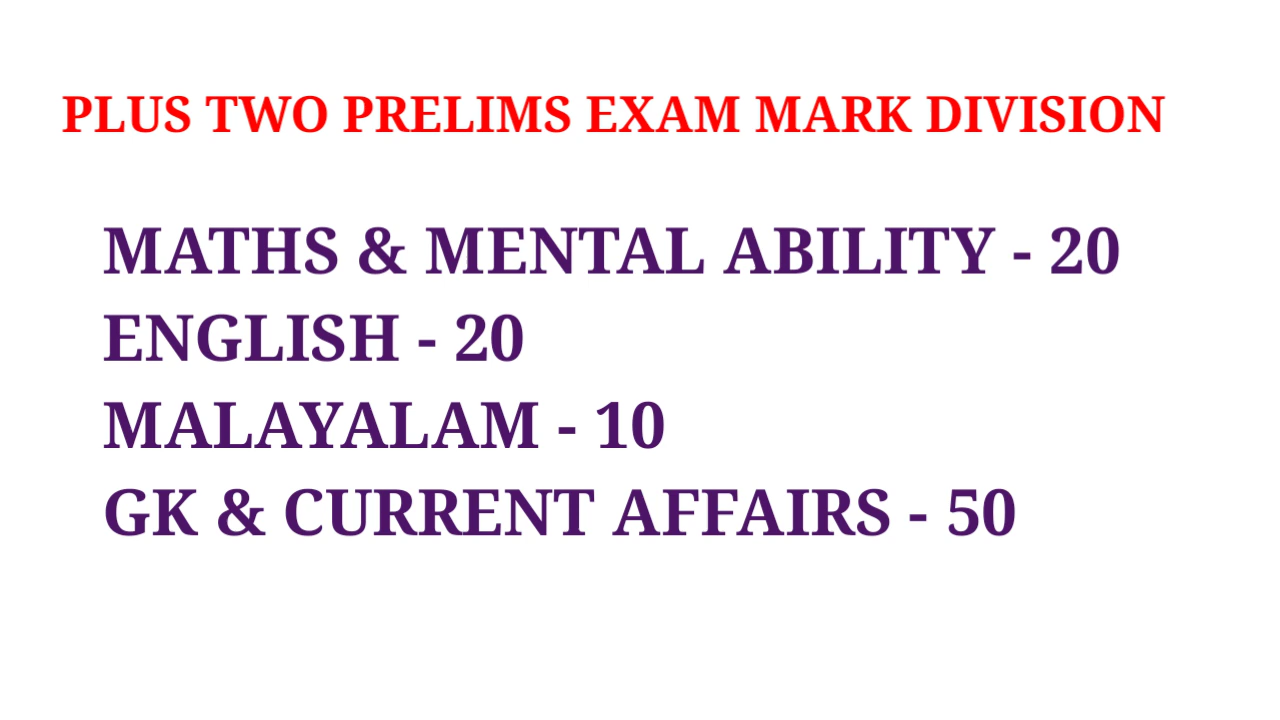 PLUS TWO PRELIMS EXAM MARK DIVISION
MATHS & MENTAL ABILITY - 20
ENGLISH - 20
MALAYALAM - 10
GK & CURRENT AFFAIRS - 50